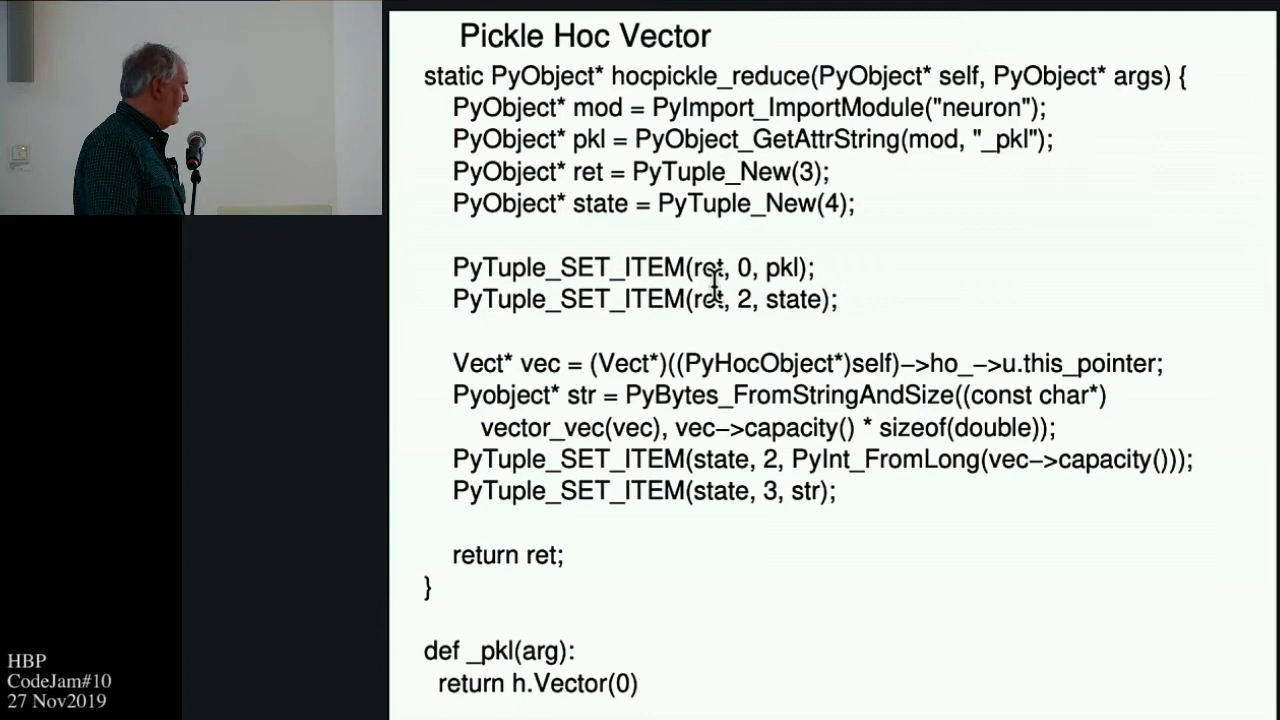 Pickle Hoc Vector
static PyObject* hocpickle_reduce(PyObject* self, PyObject* args) {
PyObject* mod = PyImport_ImportModule("neuron");
PyObject* pkl = PyObject_GetAttrString(mod, "_pkl");
PyObject* ret = PyTuple_New(3);
PyObject* state = PyTuple_New(4);
PyTuple_SET_ITEM(ret, 0, pkl);
PyTuple_SET_ITEM(ret, 2, state);
Vect* vec = (Vect*)((PyHocObject*)self)−>ho_−>u.this_pointer;
Pyobject* str = PyBytes_FromStringAndSize((const char*)
vector_vec(vec), vec−>capacity() * sizeof(double));
PyTuple_SET_ITEM(state, 2, PyInt_FromLong(vec−>capacity()));
PyTuple_SET_ITEM(state, 3, str);
return ret;
}
def _pkl(arg):
return h.Vector(0)
HBP
CodeJam#10
27 Nov2019